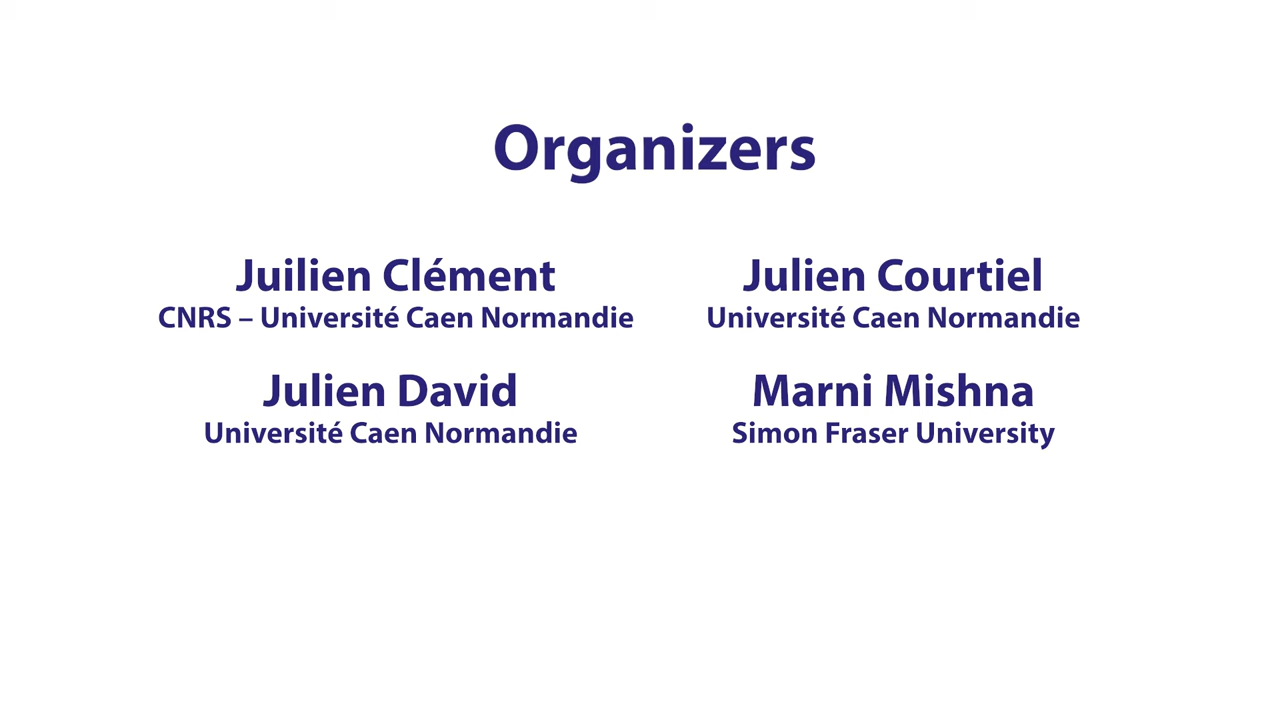 Organizers
Juilien Clément
CNRS – Université Caen Normandie
Julien Courtiel
Université Caen Normandie
Julien David
Université Caen Normandie
Marni Mishna
Simon Fraser University